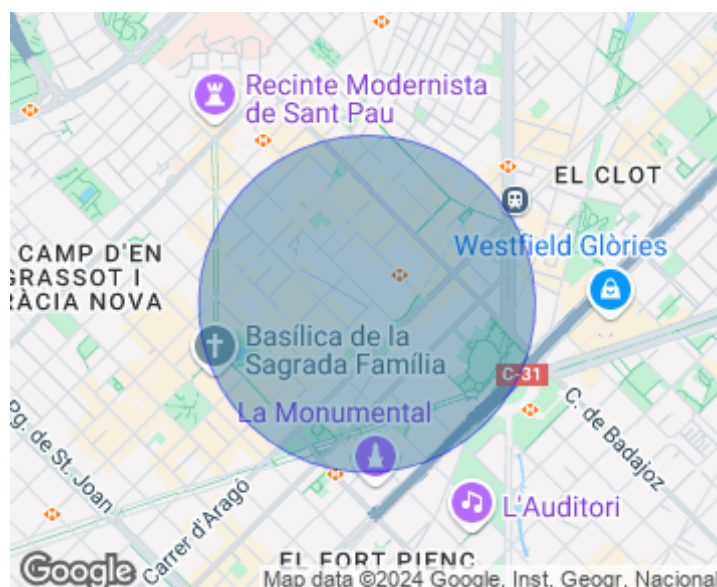 Recinte Modernista
de Sant Pau
EL CLOT
CAMP D'EN
GRASSOT I
RÀCIA NOVA
Westfield Glòries
Basílica de la
Sagrada Família
C-31
La Monumental
Pg. de St. Joan
C. de Badajoz
Carrer d'Aragó
L'Auditori
EL FORT PIENC
Google
Map data ©2024 Google, Inst. Geogr. Nacional